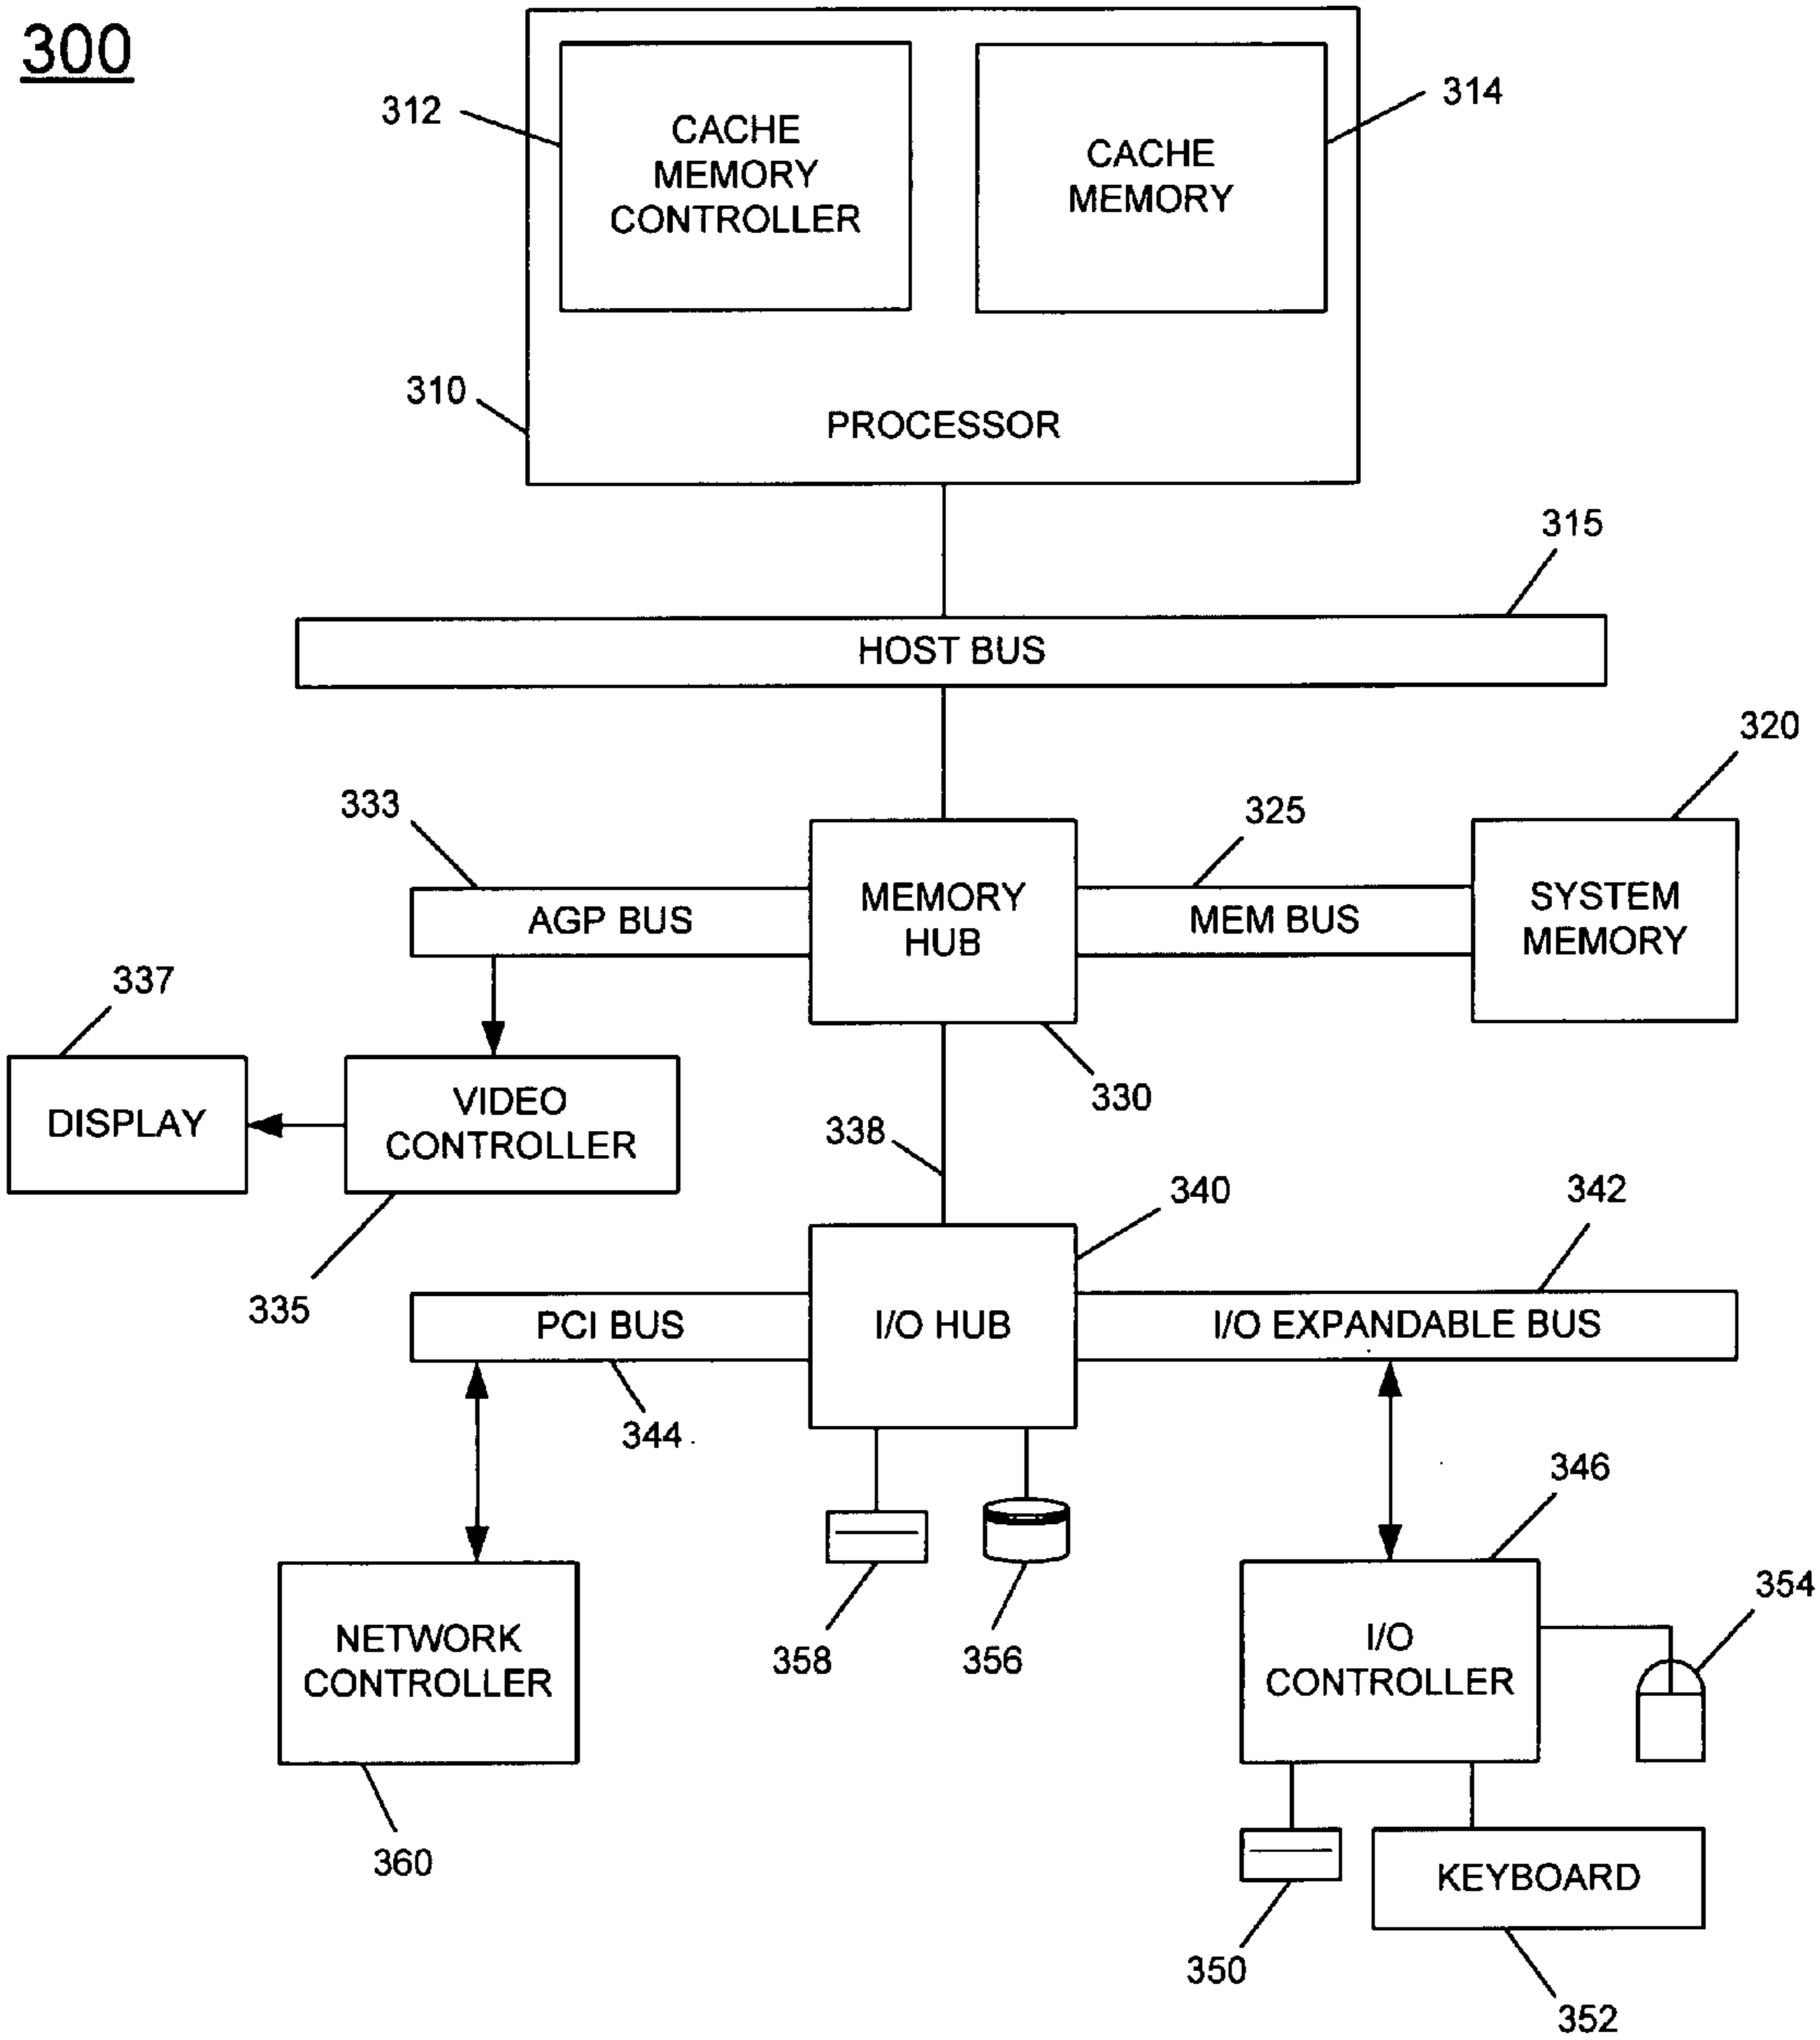 300
312
CACHE
MEMORY
CONTROLLER
CACHE
MEMORY
314
310
PROCESSOR
315
HOST BUS
320
333
325
AGP BUS
MEMORY
HUB
MEM BUS
SYSTEM
MEMORY
337
DISPLAY
VIDEO
CONTROLLER
330
338
340
342
335
PCI BUS
I/O HUB
I/O EXPANDABLE BUS
344
346
354
NETWORK
CONTROLLER
358
356
I/O
CONTROLLER
360
KEYBOARD
350
352